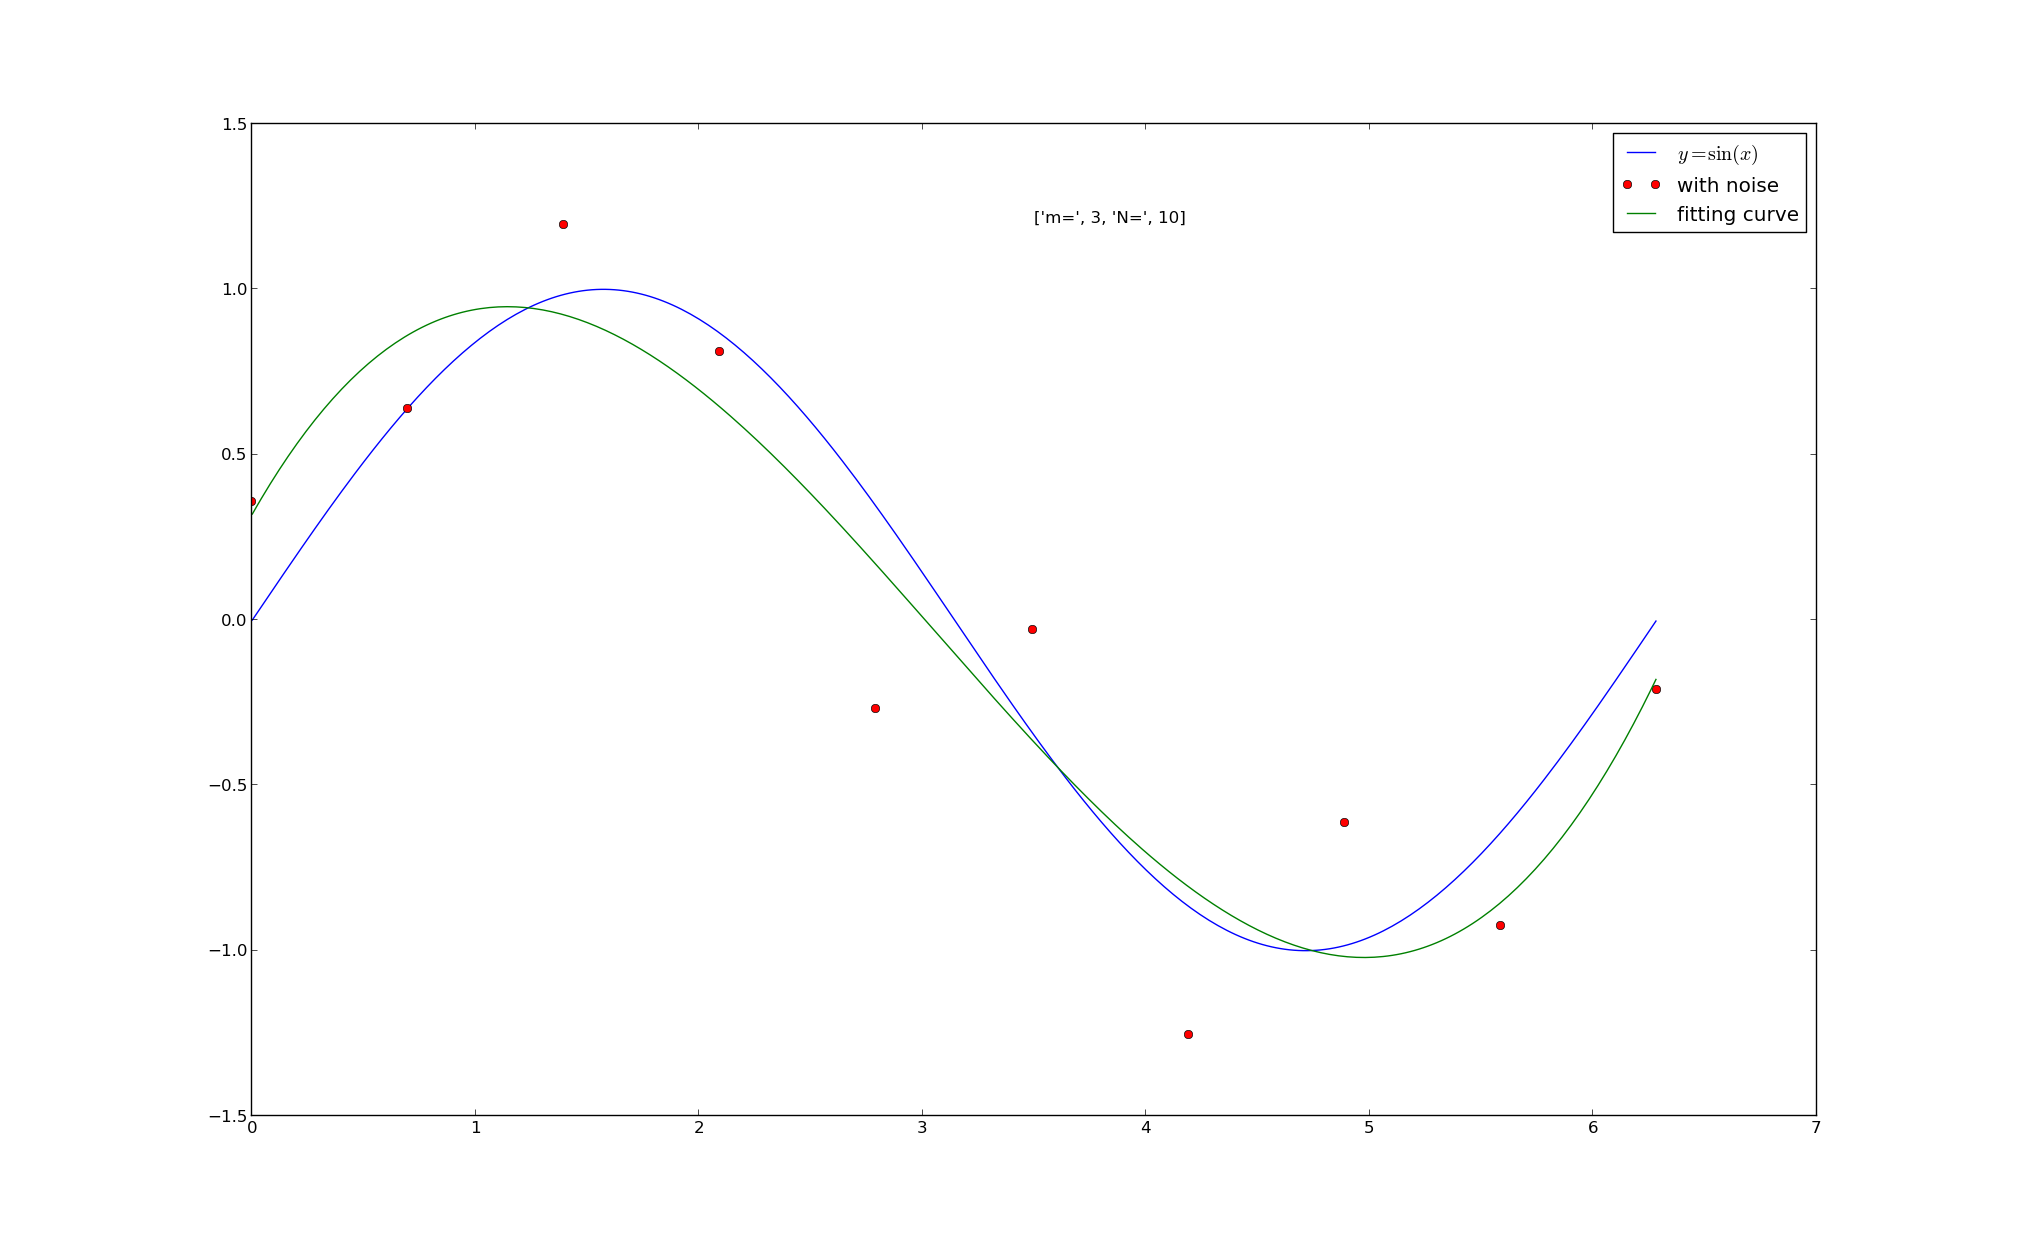 1.5
1.0
0.5
0.0
−0.5
−1.0
−1.5
0 1 2 3 4 5 6 7
['m=', 3, 'N=', 10]
y=sin(x)
with noise
fitting curve